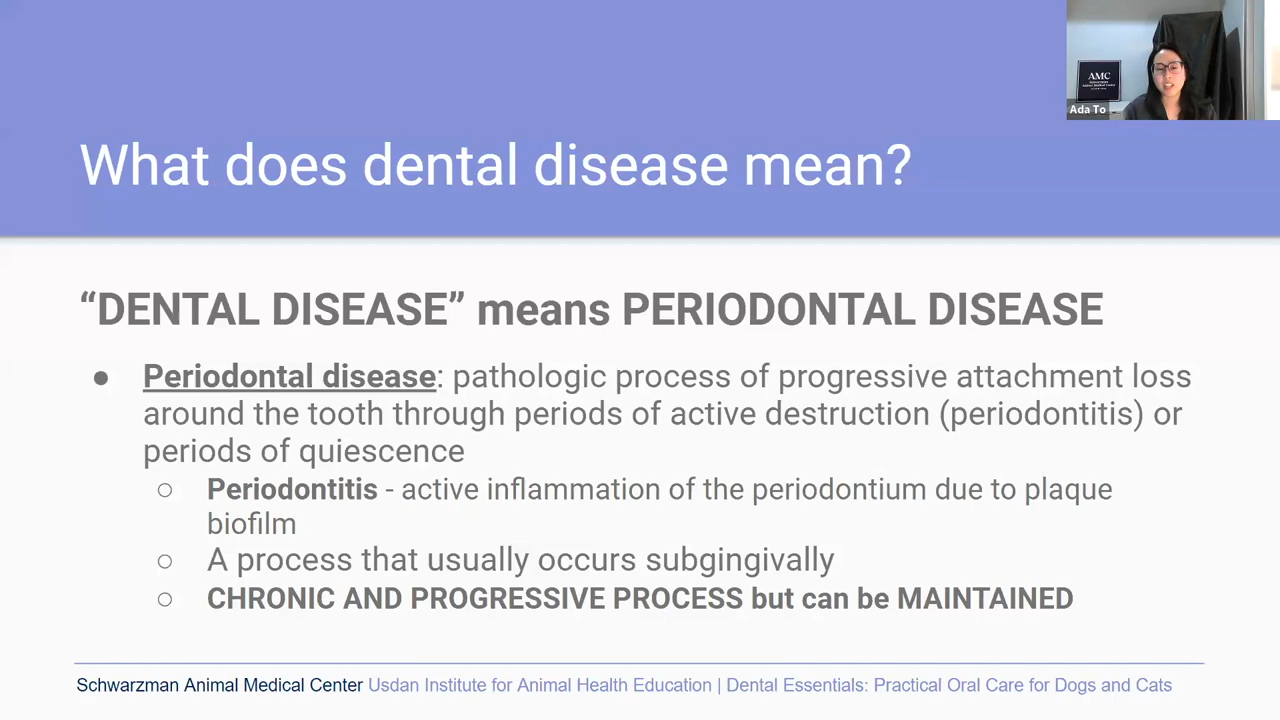 AMC
Ada To
What does dental disease mean?
“DENTAL DISEASE” means PERIODONTAL DISEASE
● Periodontal disease: pathologic process of progressive attachment loss
around the tooth through periods of active destruction (periodontitis) or
periods of quiescence
○ Periodontitis - active inflammation of the periodontium due to plaque
biofilm
○ A process that usually occurs subgingivally
○ CHRONIC AND PROGRESSIVE PROCESS but can be MAINTAINED
Schwarzman Animal Medical Center Usdan Institute for Animal Health Education | Dental Essentials: Practical Oral Care for Dogs and Cats